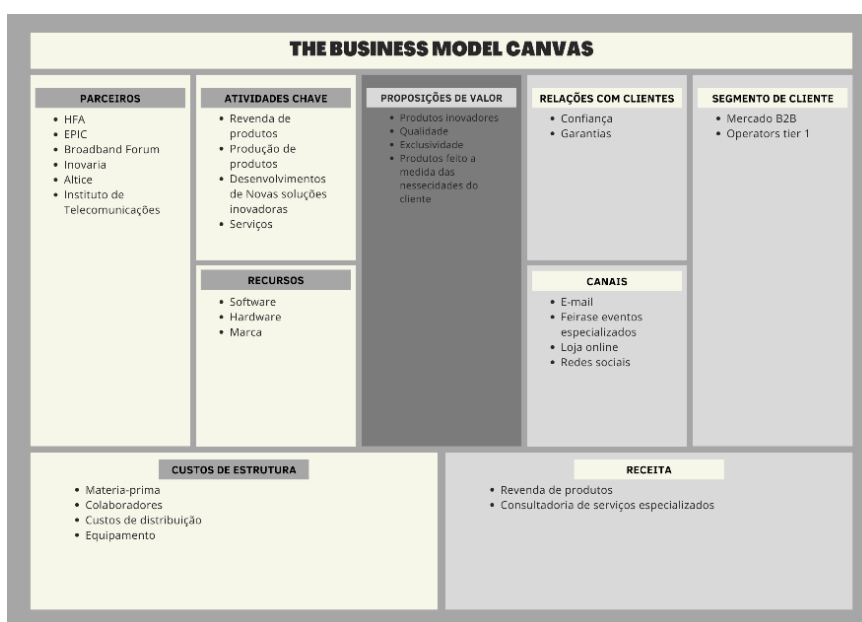 THE BUSINESS MODEL CANVAS
PARCEIROS
• HFA
• EPIC
• Broadband Forum
• Inovaria
• Altice
• Instituto de
Telecomunicações
ATIVIDADES CHAVE
• Revenda de
produtos
• Produção de
produtos
• Desenvolvimentos
de Novas soluções
inovadoras
• Serviços
RECURSOS
• Software
• Hardware
• Marca
PROPOSIÇÕES DE VALOR
• Produtos inovadores
• Qualidade
• Exclusividade
• Produtos feito a
medida das
nessecidades do
cliente
RELAÇÕES COM CLIENTES
• Confiança
• Garantias
CANAIS
• E-mail
• Feirase eventos
especializados
• Loja online
• Redes sociais
SEGMENTO DE CLIENTE
• Mercado B2B
• Operators tier 1
CUSTOS DE ESTRUTURA
• Materia-prima
• Colaboradores
• Custos de distribuição
• Equipamento
RECEITA
• Revenda de produtos
• Consultadoria de serviços especializados